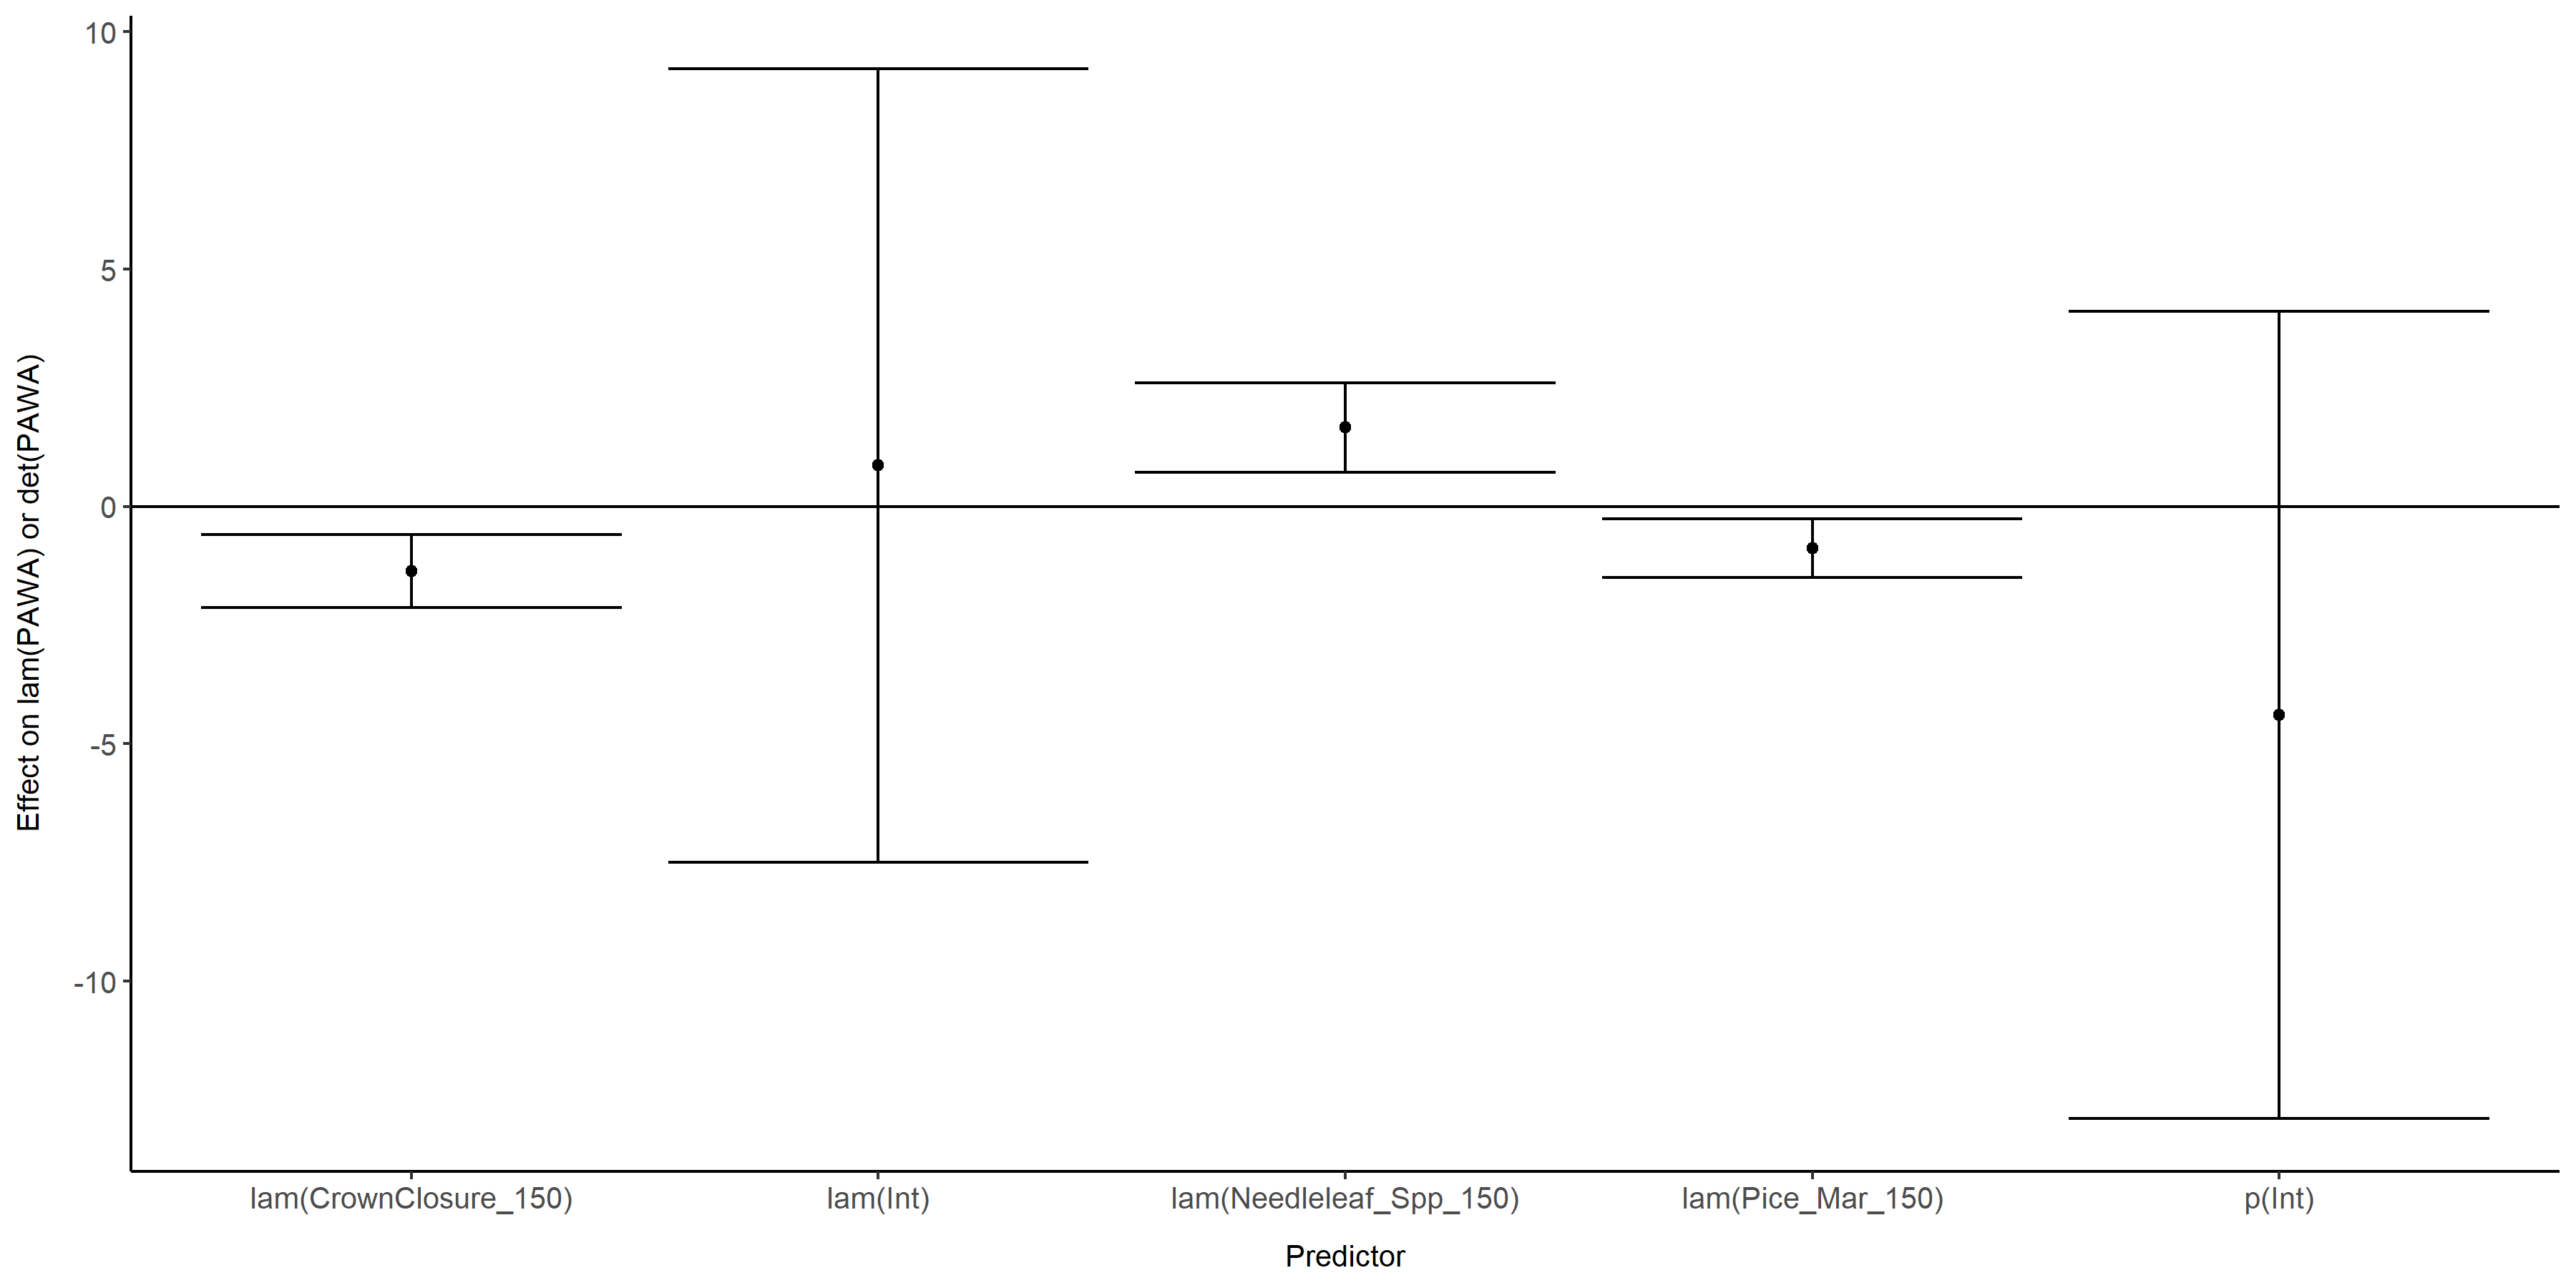 Effect on lam(PAWA) or det(PAWA)
10
5
0
-5
-10
lam(CrownClosure_150)
lam(Int)
lam(Needleleaf_Spp_150)
lam(Pice_Mar_150)
p(Int)
Predictor